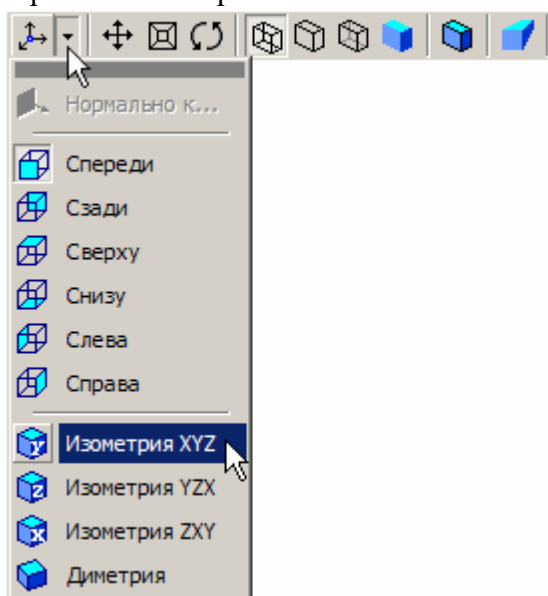 Нормально к...
Спереди
Сзади
Сверху
Снизу
Слева
Справа
Изометрия XYZ
Изометрия YZX
Изометрия ZXY
Диметрия